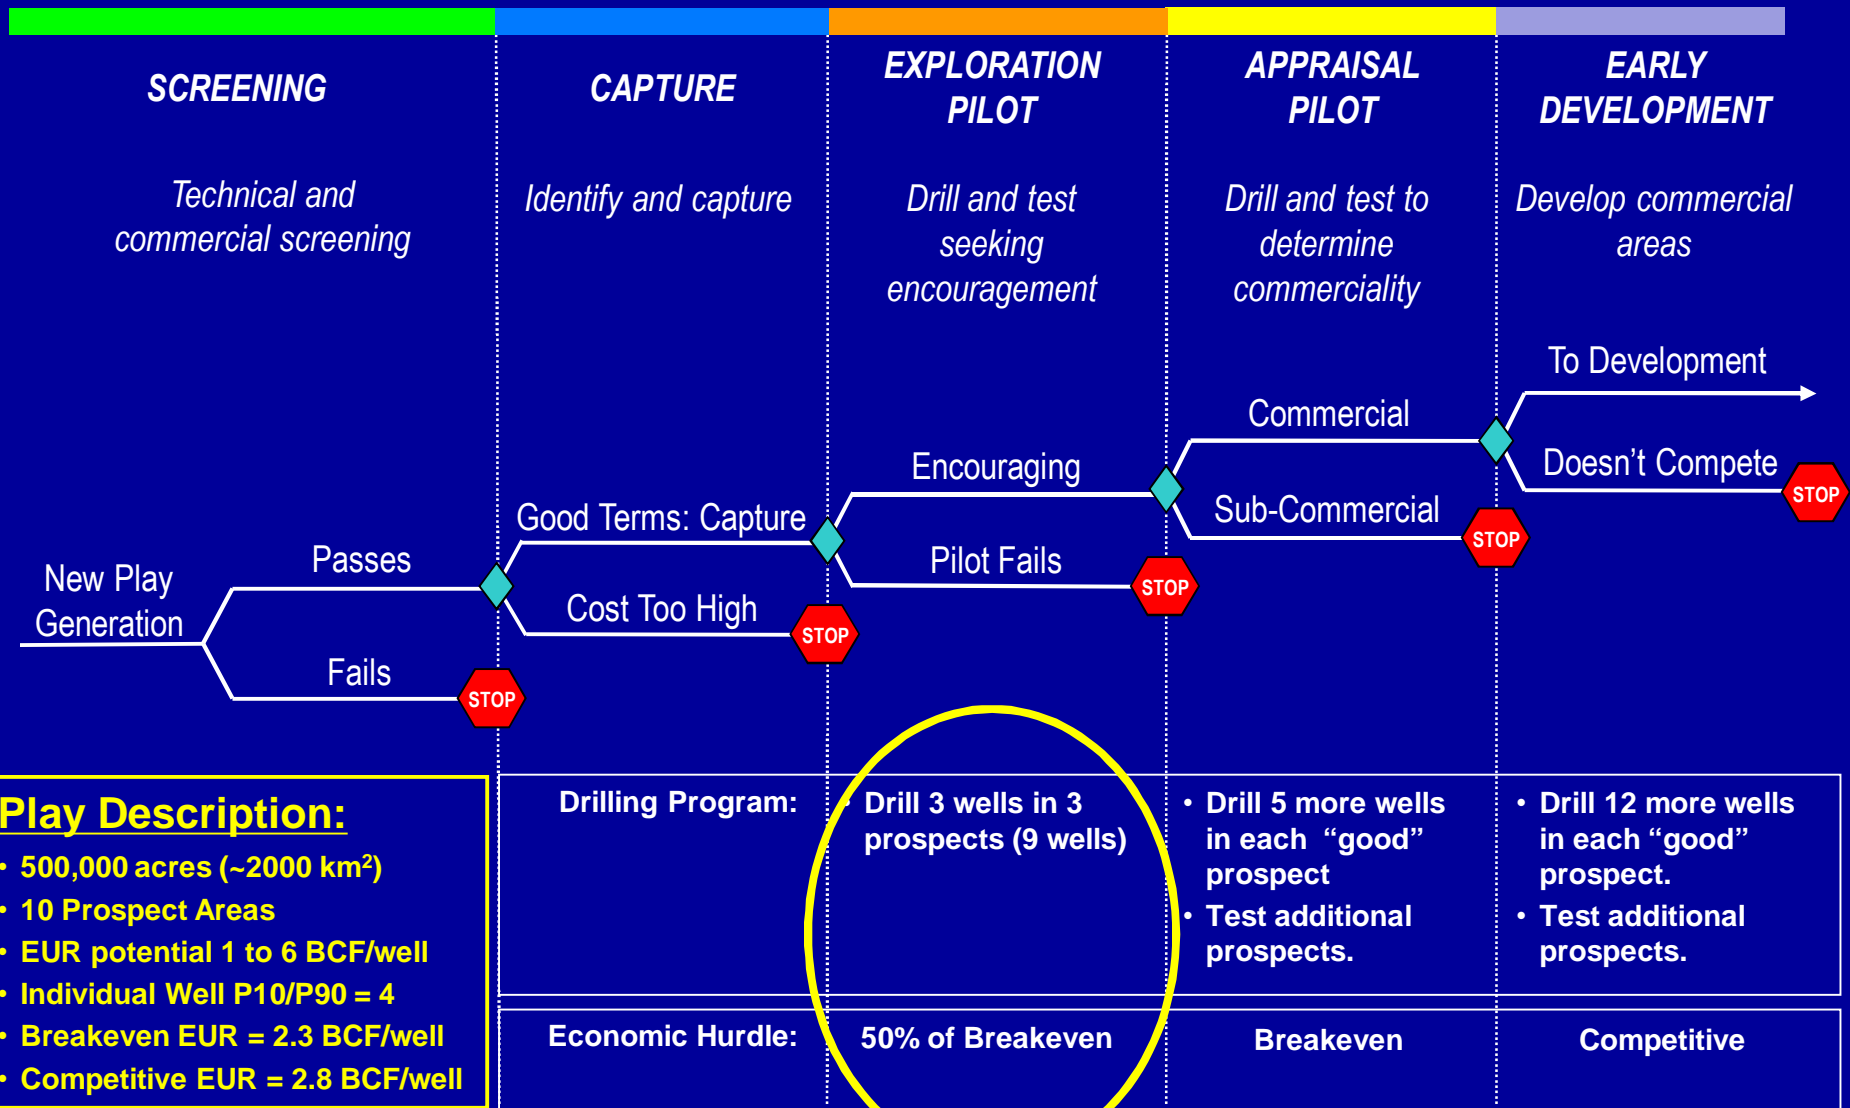 SCREENING
Technical and
commercial screening
CAPTURE
Identify and capture
EXPLORATION
PILOT
Drill and test
seeking
encouragement
APPRAISAL
PILOT
Drill and test to
determine
commerciality
EARLY
DEVELOPMENT
Develop commercial
areas
New Play
Generation
Passes
Fails
STOP
Good Terms: Capture
Cost Too High
STOP
Encouraging
Pilot Fails
STOP
Commercial
Sub-Commercial
STOP
To Development
Doesn’t Compete
STOP
Play Description:
• 500,000 acres (~2000 km²)
• 10 Prospect Areas
• EUR potential 1 to 6 BCF/well
• Individual Well P10/P90 = 4
• Breakeven EUR = 2.3 BCF/well
• Competitive EUR = 2.8 BCF/well
Drilling Program:
• Drill 3 wells in 3
prospects (9 wells)
• Drill 5 more wells
in each “good”
prospect
• Test additional
prospects.
• Drill 12 more wells
in each “good”
prospect.
• Test additional
prospects.
Economic Hurdle:
50% of Breakeven
Breakeven
Competitive